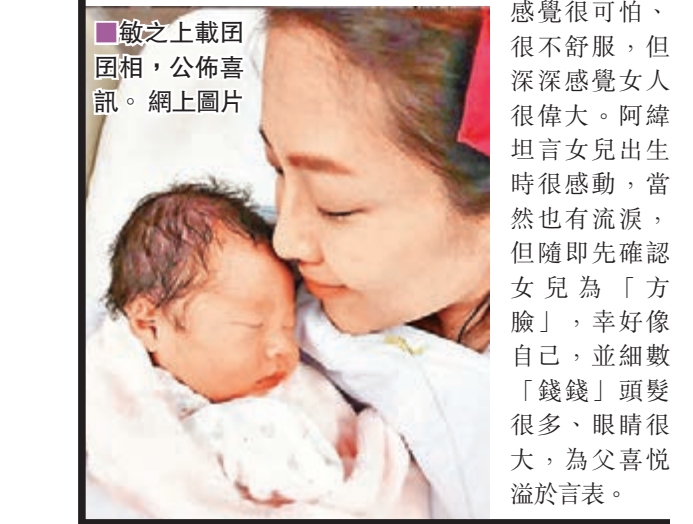 ■敏之上載囝
囝相，公佈喜
訊。 網上圖片
感覺很可怕、
很不舒服，但
深深感覺女人
很偉大。阿緯
坦言女兒出生
時很感動，當
然也有流淚，
但隨即先確認
女兒為「方
臉」，幸好像
自己，並細數
「錢錢」頭髮
很多、眼睛很
大，為父喜悅
溢於言表。